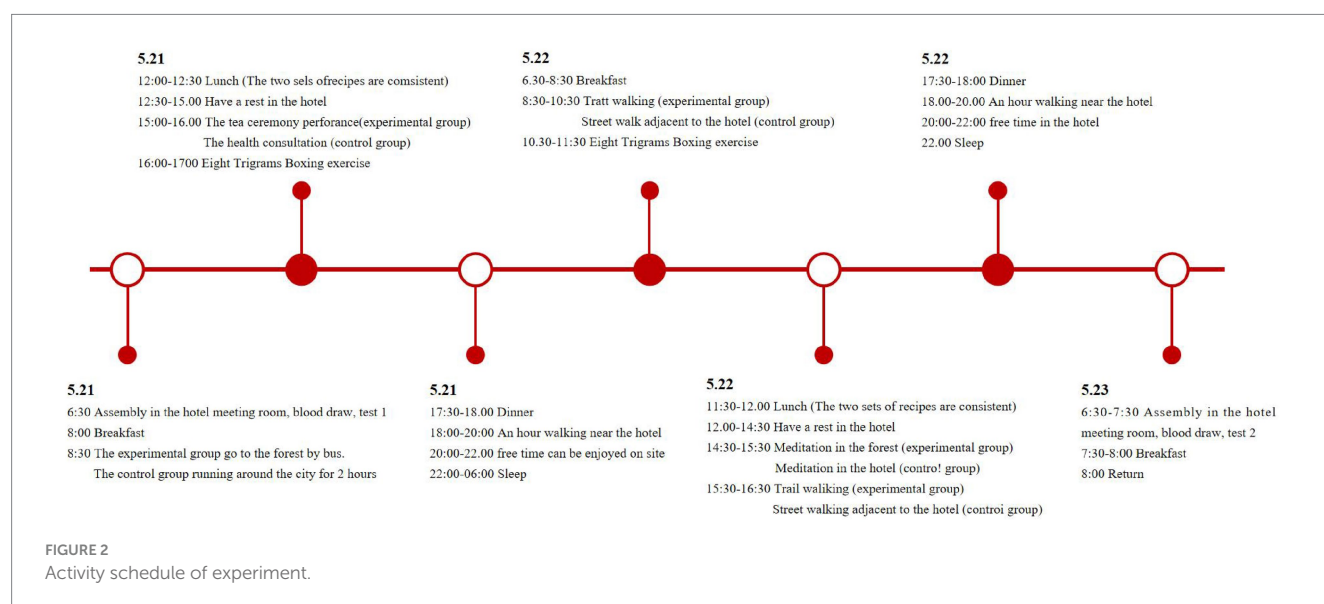 5.21
12:00-12:30 Lunch (The two sels ofrecipes are comsistent)
12:30-15.00 Have a rest in the hotel
15:00-16.00 The tea ceremony perforance(experimental group)
The health consultation (control group)
16:00-1700 Eight Trigrams Boxing exercise
5.22
6.30-8:30 Breakfast
8:30-10:30 Tratt walking (experimental group)
Street walk adjacent to the hotel (control group)
10.30-11:30 Eight Trigrams Boxing exercise
5.22
17:30-18:00 Dinner
18.00-20.00 An hour walking near the hotel
20:00-22:00 free time in the hotel
22.00 Sleep
5.21
6:30 Assembly in the hotel meeting room, blood draw, test 1
8:00 Breakfast
8:30 The experimental group go to the forest by bus.
The control group running around the city for 2 hours
5.21
17:30-18.00 Dinner
18:00-20:00 An hour walking near the hotel
20:00-22.00 free time can be enjoyed on site
22:00-06:00 Sleep
5.22
11:30-12.00 Lunch (The two sets of recipes are consistent)
12.00-14:30 Have a rest in the hotel
14:30-15:30 Meditation in the forest (experimental group)
Meditation in the hotel (contro! group)
15:30-16:30 Trail waliking (experimental group)
Street walking adjacent to the hotel (controi group)
5.23
6:30-7:30 Assembly in the hotel
meeting room, blood draw, test 2
7:30-8:00 Breakfast
8:00 Return
FIGURE 2
Activity schedule of experiment.